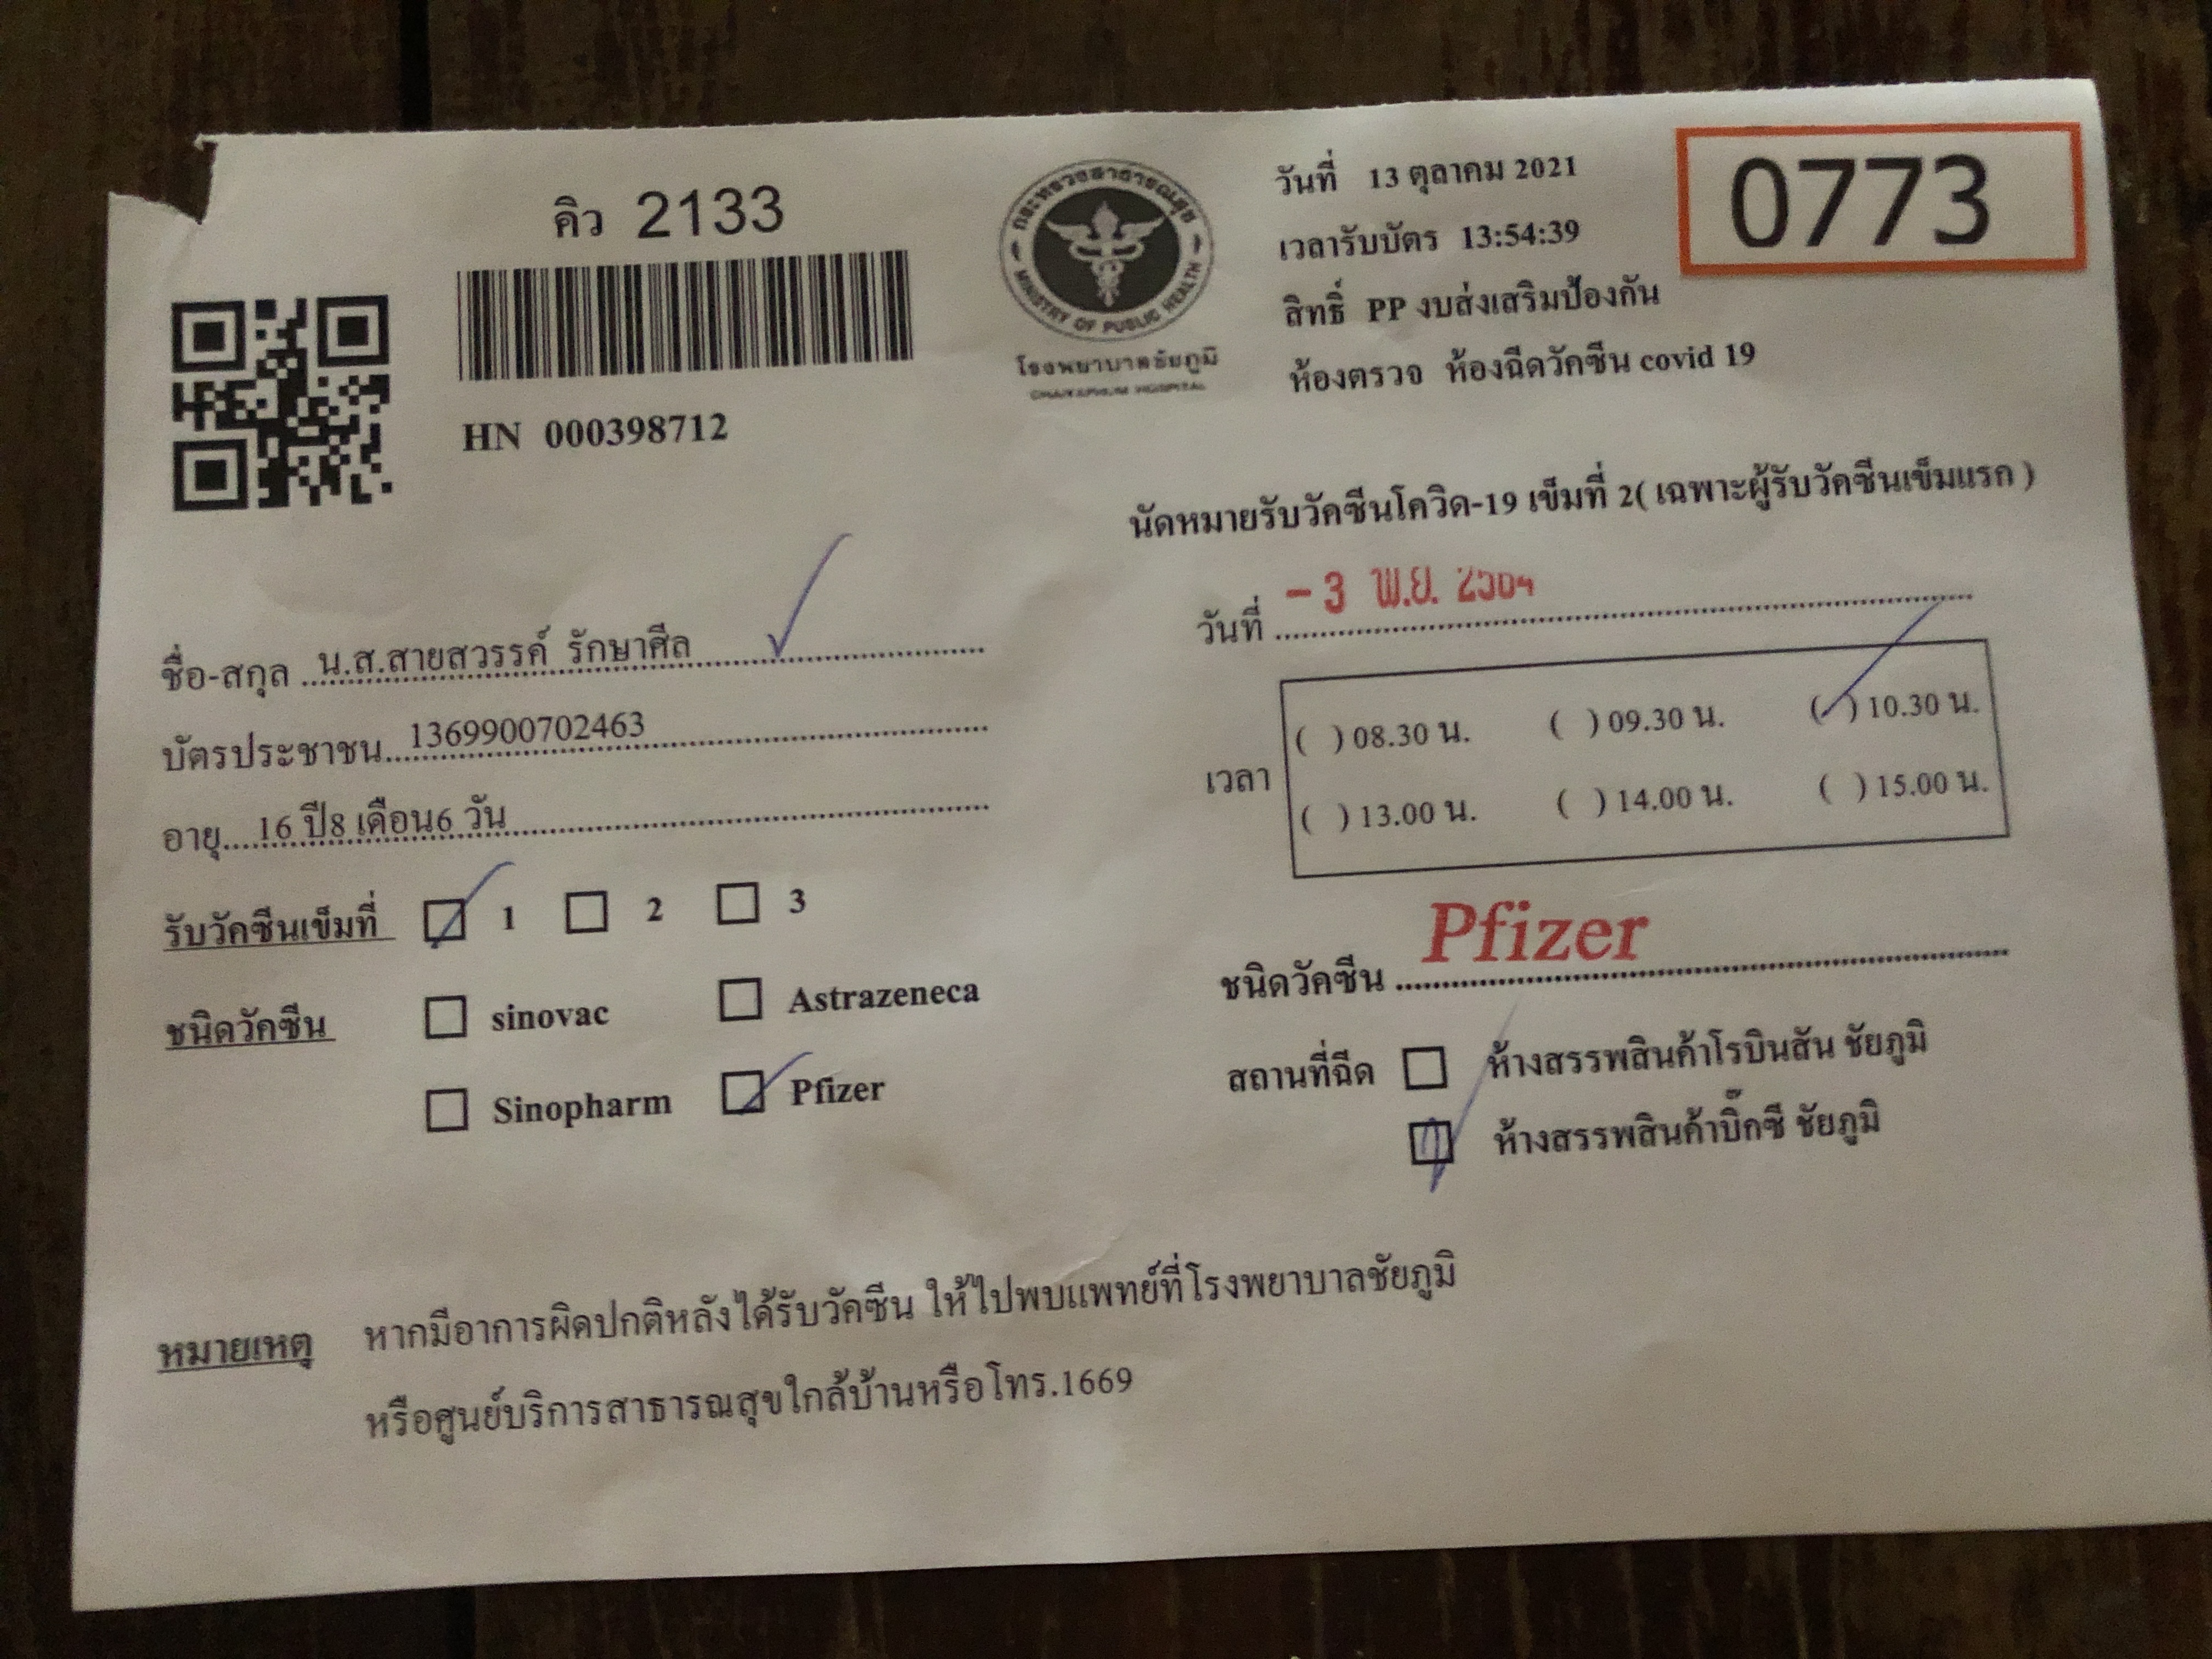 คิว 2133
HN 000398712
กระทรวงสาธารณสุข
MINISTRY OF PUBLIC HEALTH
โรงพยาบาลชัยภูมิ
CHAIYAPHUM HOSPITAL
วันที่ 13 ตุลาคม 2021
เวลารับบัตร 13:54:39
สิทธิ์ PP งบส่งเสริมป้องกัน
ห้องตรวจ ห้องฉีดวัคซีน covid 19
0773
ชื่อ-สกุล น.ส.สายสวรรค์ รักษาศีล
บัตรประชาชน 1369900702463
อายุ 16 ปี 8 เดือน 6 วัน
รับวัคซีนเข็มที่ ☑ 1 ☐ 2 ☐ 3
ชนิดวัคซีน ☐ sinovac ☐ Astrazeneca
☐ Sinopharm ☑ Pfizer
นัดหมายรับวัคซีนโควิด-19 เข็มที่ 2( เฉพาะผู้รับวัคซีนเข็มแรก )
วันที่ - 3 พ.ย. 2564
เวลา ( ) 08.30 น. ( ) 09.30 น. (✓) 10.30 น.
( ) 13.00 น. ( ) 14.00 น. ( ) 15.00 น.
ชนิดวัคซีน Pfizer
สถานที่ฉีด ☐ ห้างสรรพสินค้าโรบินสัน ชัยภูมิ
☑ ห้างสรรพสินค้าบิ๊กซี ชัยภูมิ
หมายเหตุ หากมีอาการผิดปกติหลังได้รับวัคซีน ให้ไปพบแพทย์ที่โรงพยาบาลชัยภูมิ
หรือศูนย์บริการสาธารณสุขใกล้บ้านหรือโทร.1669